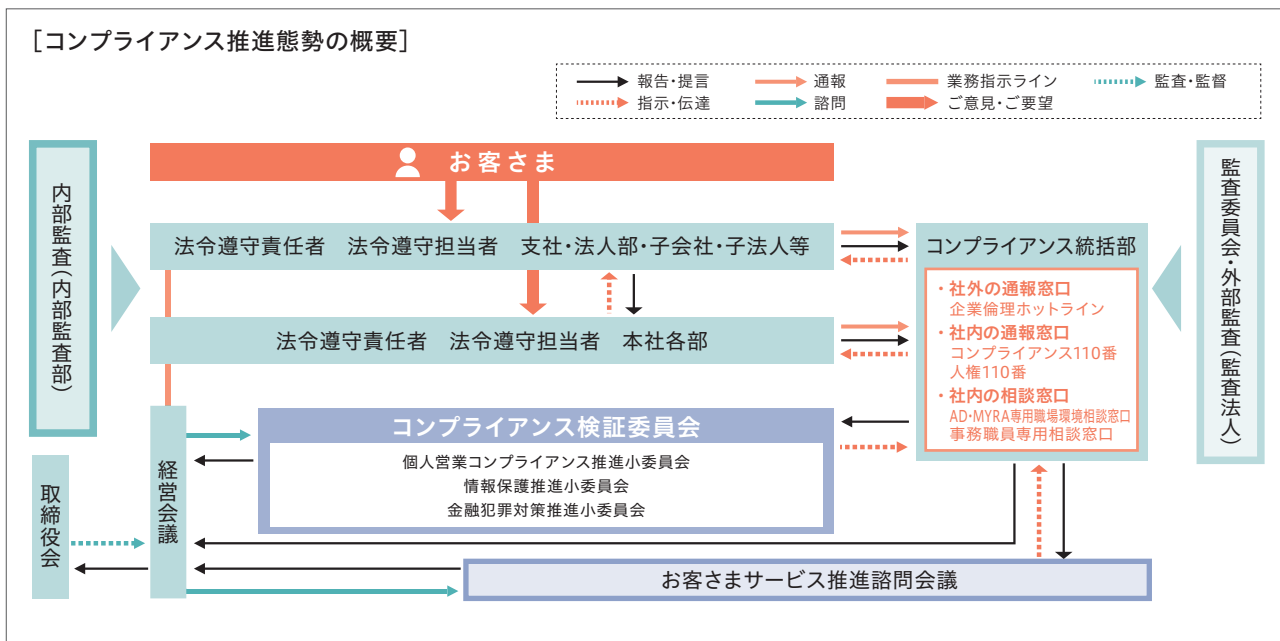 ［コンプライアンス推進態勢の概要］
報告・提言
通報
業務指示ライン
監査・監督
指示・伝達
諮問
ご意見・ご要望
お客さま
内部監査（内部監査部）
監査委員会・外部監査（監査法人）
法令遵守責任者　法令遵守担当者　支社・法人部・子会社・子法人等
コンプライアンス統括部
・社外の通報窓口
企業倫理ホットライン
・社内の通報窓口
コンプライアンス110番
人権110番
・社内の相談窓口
AD・MYRA専用職場環境相談窓口
事務職員専用相談窓口
法令遵守責任者　法令遵守担当者　本社各部
コンプライアンス検証委員会
個人営業コンプライアンス推進小委員会
情報保護推進小委員会
金融犯罪対策推進小委員会
経営会議
取締役会
お客さまサービス推進諮問会議